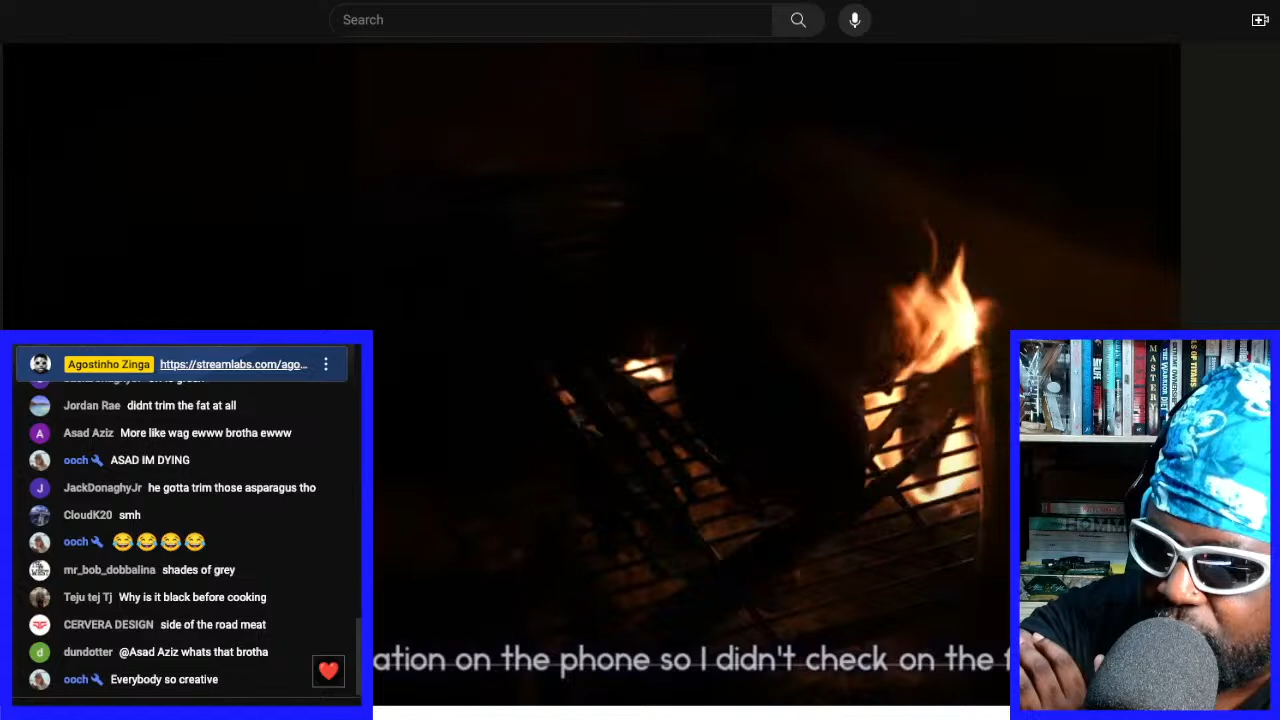 Search
Agostinho Zinga https://streamlabs.com/ago...
Jordan Rae didnt trim the fat at all
Asad Aziz More like wag ewww brotha ewww
ooch ASAD IM DYING
JackDonaghyJr he gotta trim those asparagus tho
CloudK20 smh
ooch 😂😂😂😂
mr_bob_dobbalina shades of grey
Teju tej Tj Why is it black before cooking
CERVERA DESIGN side of the road meat
dundotter @Asad Aziz whats that brotha
ooch Everybody so creative
ation on the phone so I didn't check on the
MASTERY
THE WARRIOR DIET